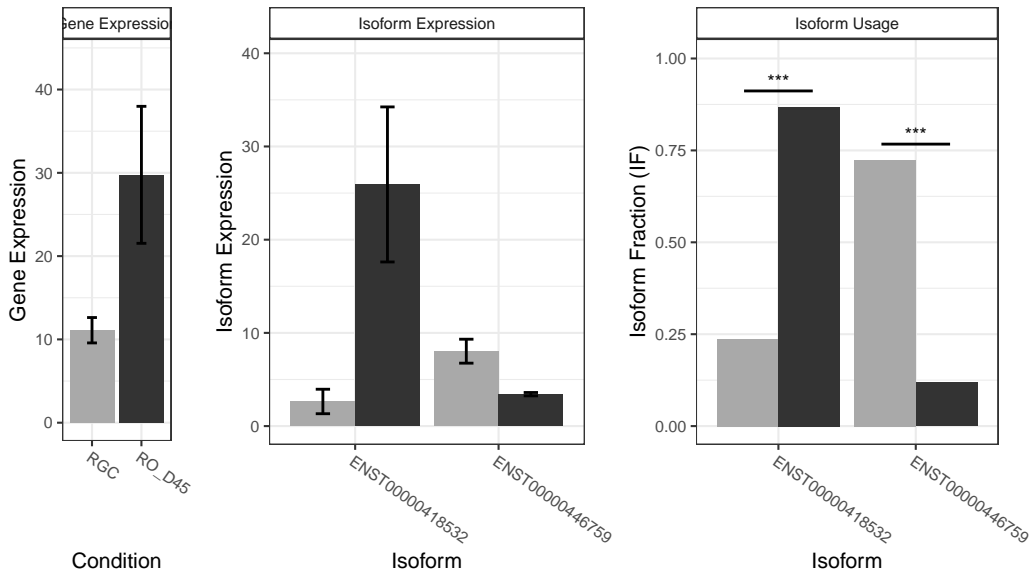 Gene Expression
Gene Expression
40
30
20
10
0
RGC
RO_D45
Condition
Isoform Expression
Isoform Expression
40
30
20
10
0
ENST00000418532
ENST00000446759
Isoform
Isoform Usage
Isoform Fraction (IF)
1.00
0.75
0.50
0.25
0.00
***
***
ENST00000418532
ENST00000446759
Isoform